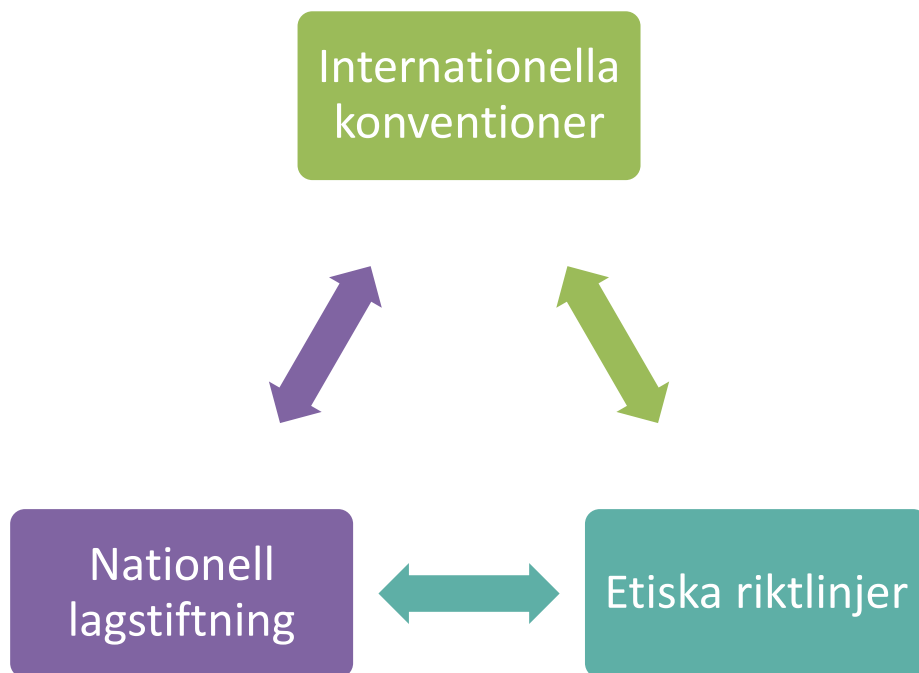 Internationella
konventioner
Nationell
lagstiftning
Etiska riktlinjer